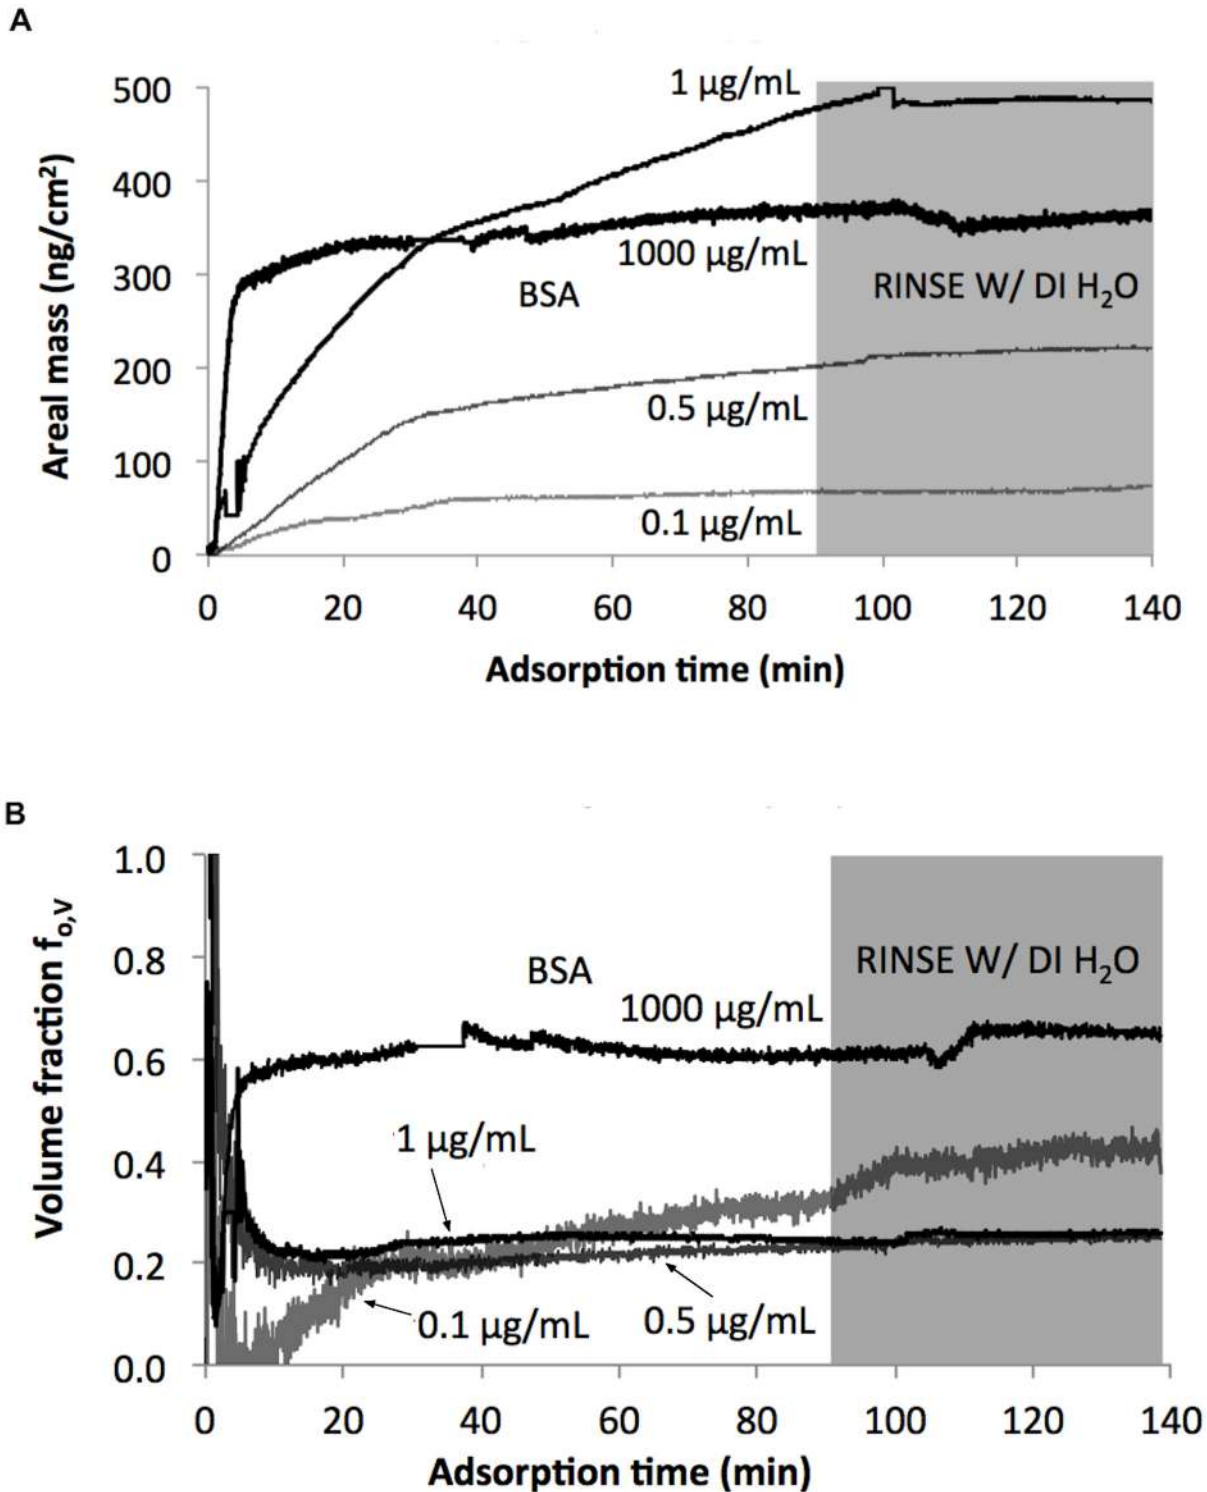 A
500
400
300
200
100
0
Areal mass (ng/cm²)
1 µg/mL
1000 µg/mL
BSA
RINSE W/ DI H₂O
0.5 µg/mL
0.1 µg/mL
0 20 40 60 80 100 120 140
Adsorption time (min)
B
1.0
0.8
0.6
0.4
0.2
0.0
Volume fraction fₒ,ᵥ
BSA
RINSE W/ DI H₂O
1000 µg/mL
1 µg/mL
0.1 µg/mL
0.5 µg/mL
0 20 40 60 80 100 120 140
Adsorption time (min)